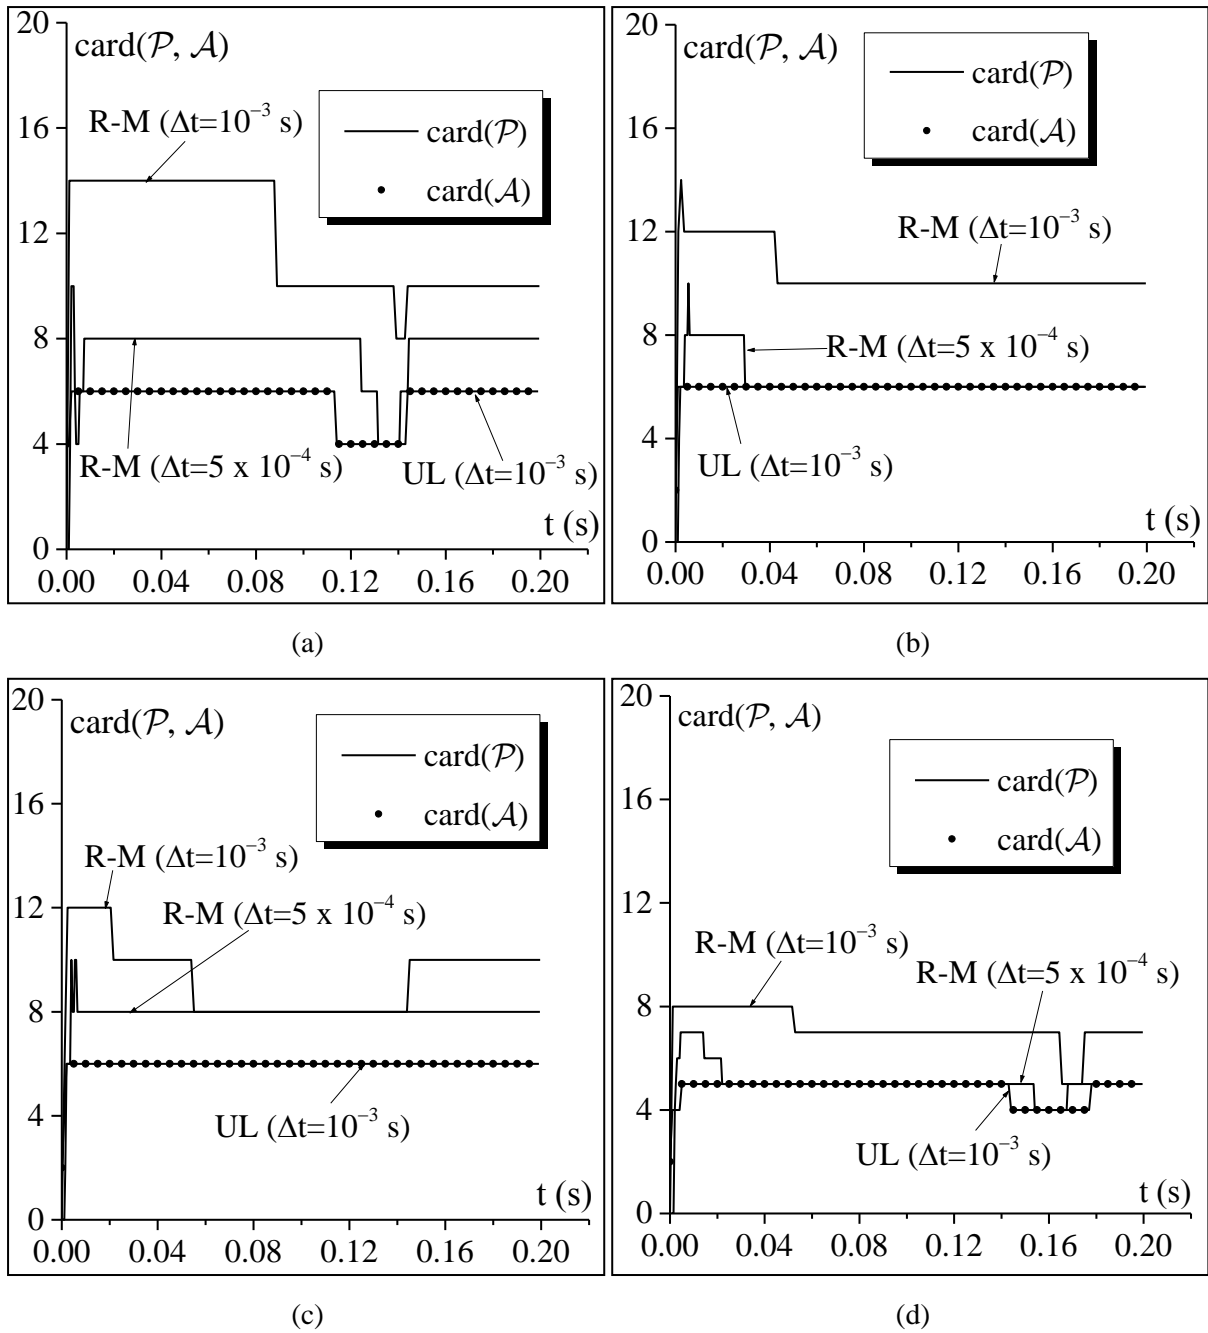 20
card(𝒫, 𝒜)
16
R-M (Δt=10⁻³ s)
card(𝒫)
card(𝒜)
12
8
4
R-M (Δt=5 x 10⁻⁴ s)
UL (Δt=10⁻³ s)
t (s)
0
0.00 0.04 0.08 0.12 0.16 0.20
(a)
20
card(𝒫, 𝒜)
card(𝒫)
card(𝒜)
16
12
R-M (Δt=10⁻³ s)
8
R-M (Δt=5 x 10⁻⁴ s)
4
UL (Δt=10⁻³ s)
t (s)
0
0.00 0.04 0.08 0.12 0.16 0.20
(b)
20
card(𝒫, 𝒜)
card(𝒫)
card(𝒜)
16
R-M (Δt=10⁻³ s)
12
R-M (Δt=5 x 10⁻⁴ s)
8
4
UL (Δt=10⁻³ s)
t (s)
0
0.00 0.04 0.08 0.12 0.16 0.20
(c)
20
card(𝒫, 𝒜)
card(𝒫)
card(𝒜)
16
12
R-M (Δt=10⁻³ s)
R-M (Δt=5 x 10⁻⁴ s)
8
4
UL (Δt=10⁻³ s)
t (s)
0
0.00 0.04 0.08 0.12 0.16 0.20
(d)